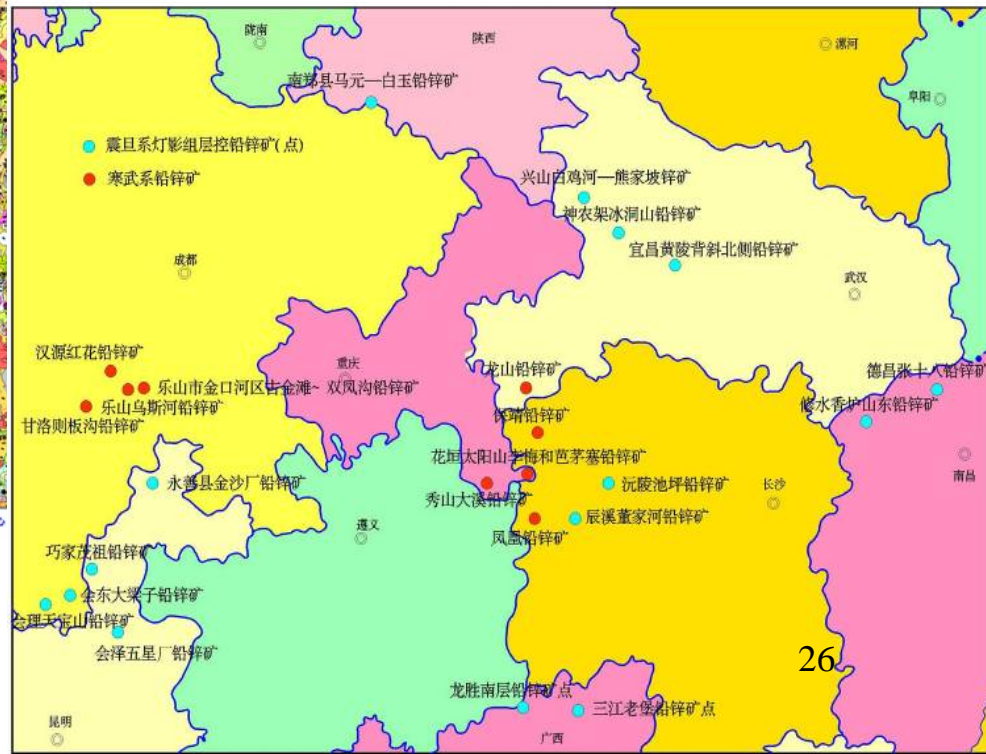 陇南
陕西
漯河
南郑县马元—白玉铅锌矿
阜阳
震旦系灯影组层控铅锌矿(点)
寒武系铅锌矿
兴山白鸡河—熊家坡锌矿
神农架冰洞山铅锌矿
宜昌黄陵背斜北侧铅锌矿
成都
武汉
汉源红花铅锌矿
重庆
龙山铅锌矿
德昌张十八铅锌矿
乐山市金口河区古金滩~双凤沟铅锌矿
乐山乌斯河铅锌矿
修水香炉山东铅锌矿
甘洛则板沟铅锌矿
保靖铅锌矿
花垣太阳山李梅和芭茅塞铅锌矿
南昌
永善县金沙厂铅锌矿
沅陵池坪铅锌矿
长沙
秀山大溪铅锌矿
遵义
辰溪董家河铅锌矿
凤凰铅锌矿
巧家茂祖铅锌矿
会东大梁子铅锌矿
会理天宝山铅锌矿
会泽五星厂铅锌矿
26
龙胜南层铅锌矿点
三江老堡铅锌矿点
昆明
广西